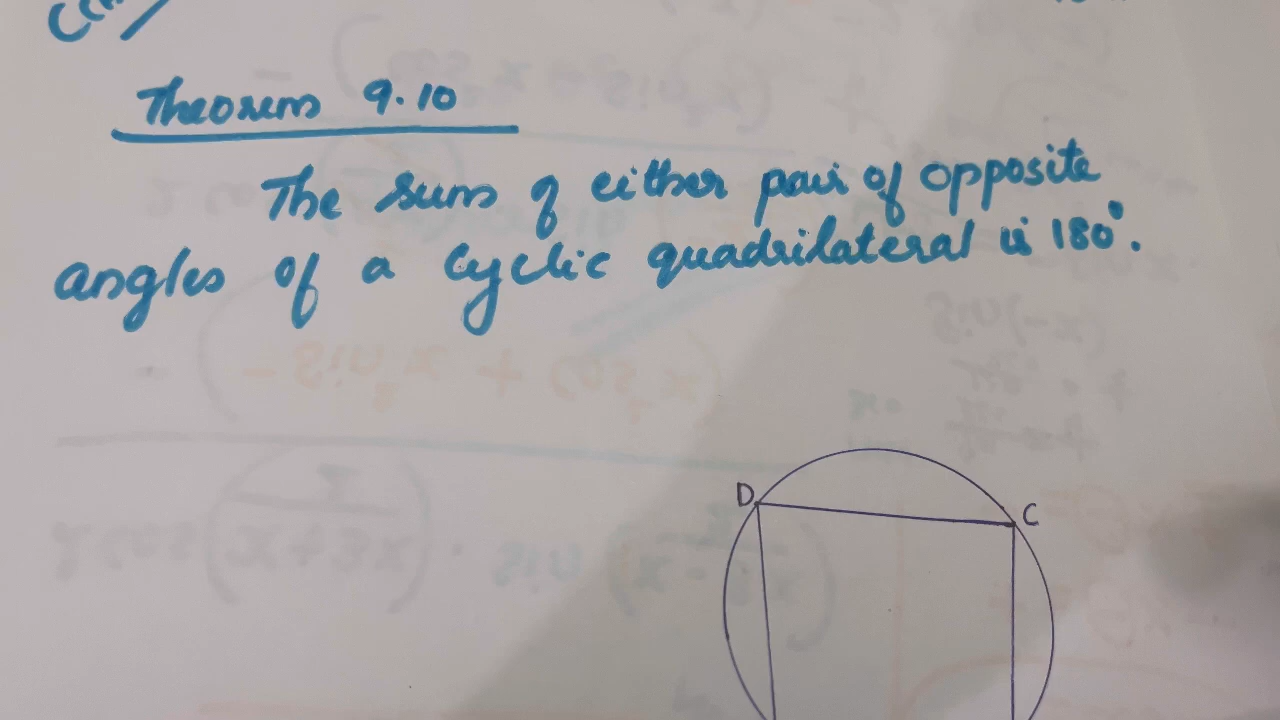 Theorem 9.10
The sum of either pair of opposite
angles of a cyclic quadrilateral is 180°.
D
C